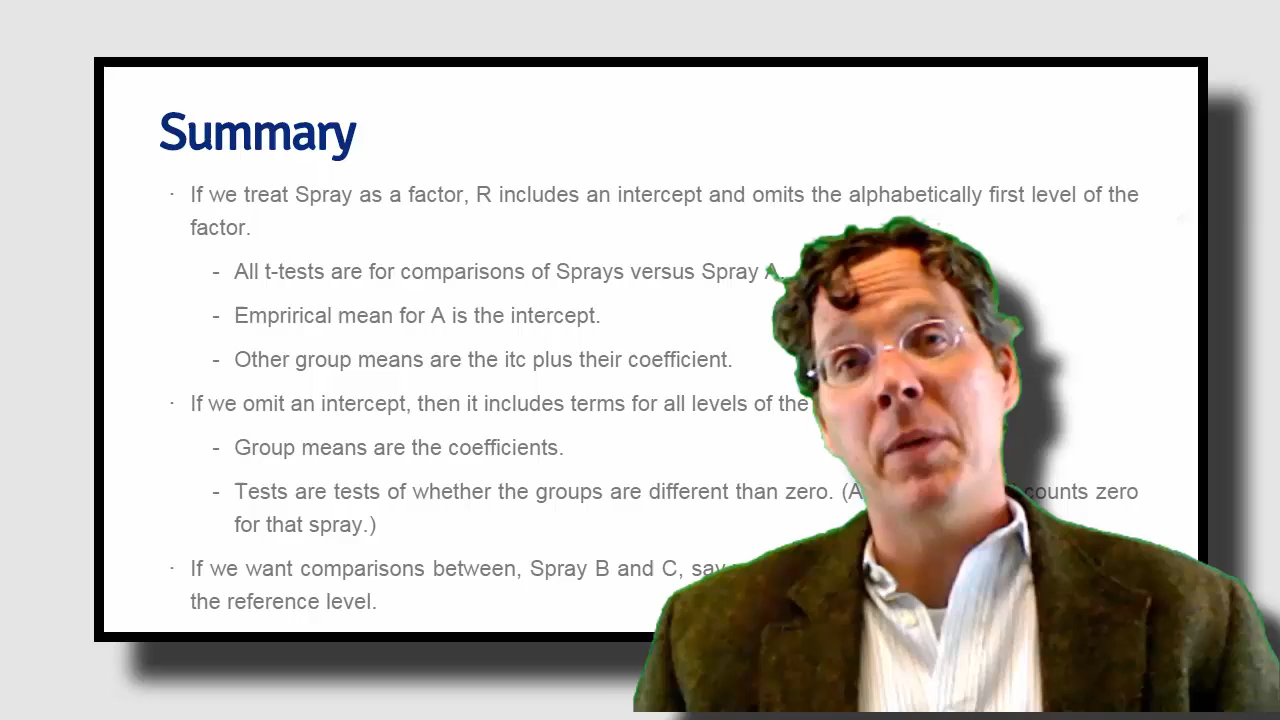 Summary
· If we treat Spray as a factor, R includes an intercept and omits the alphabetically first level of the
factor.
- All t-tests are for comparisons of Sprays versus Spray A.
- Emprirical mean for A is the intercept.
- Other group means are the itc plus their coefficient.
· If we omit an intercept, then it includes terms for all levels of the
- Group means are the coefficients.
- Tests are tests of whether the groups are different than zero. (A counts zero
for that spray.)
· If we want comparisons between, Spray B and C, say
the reference level.